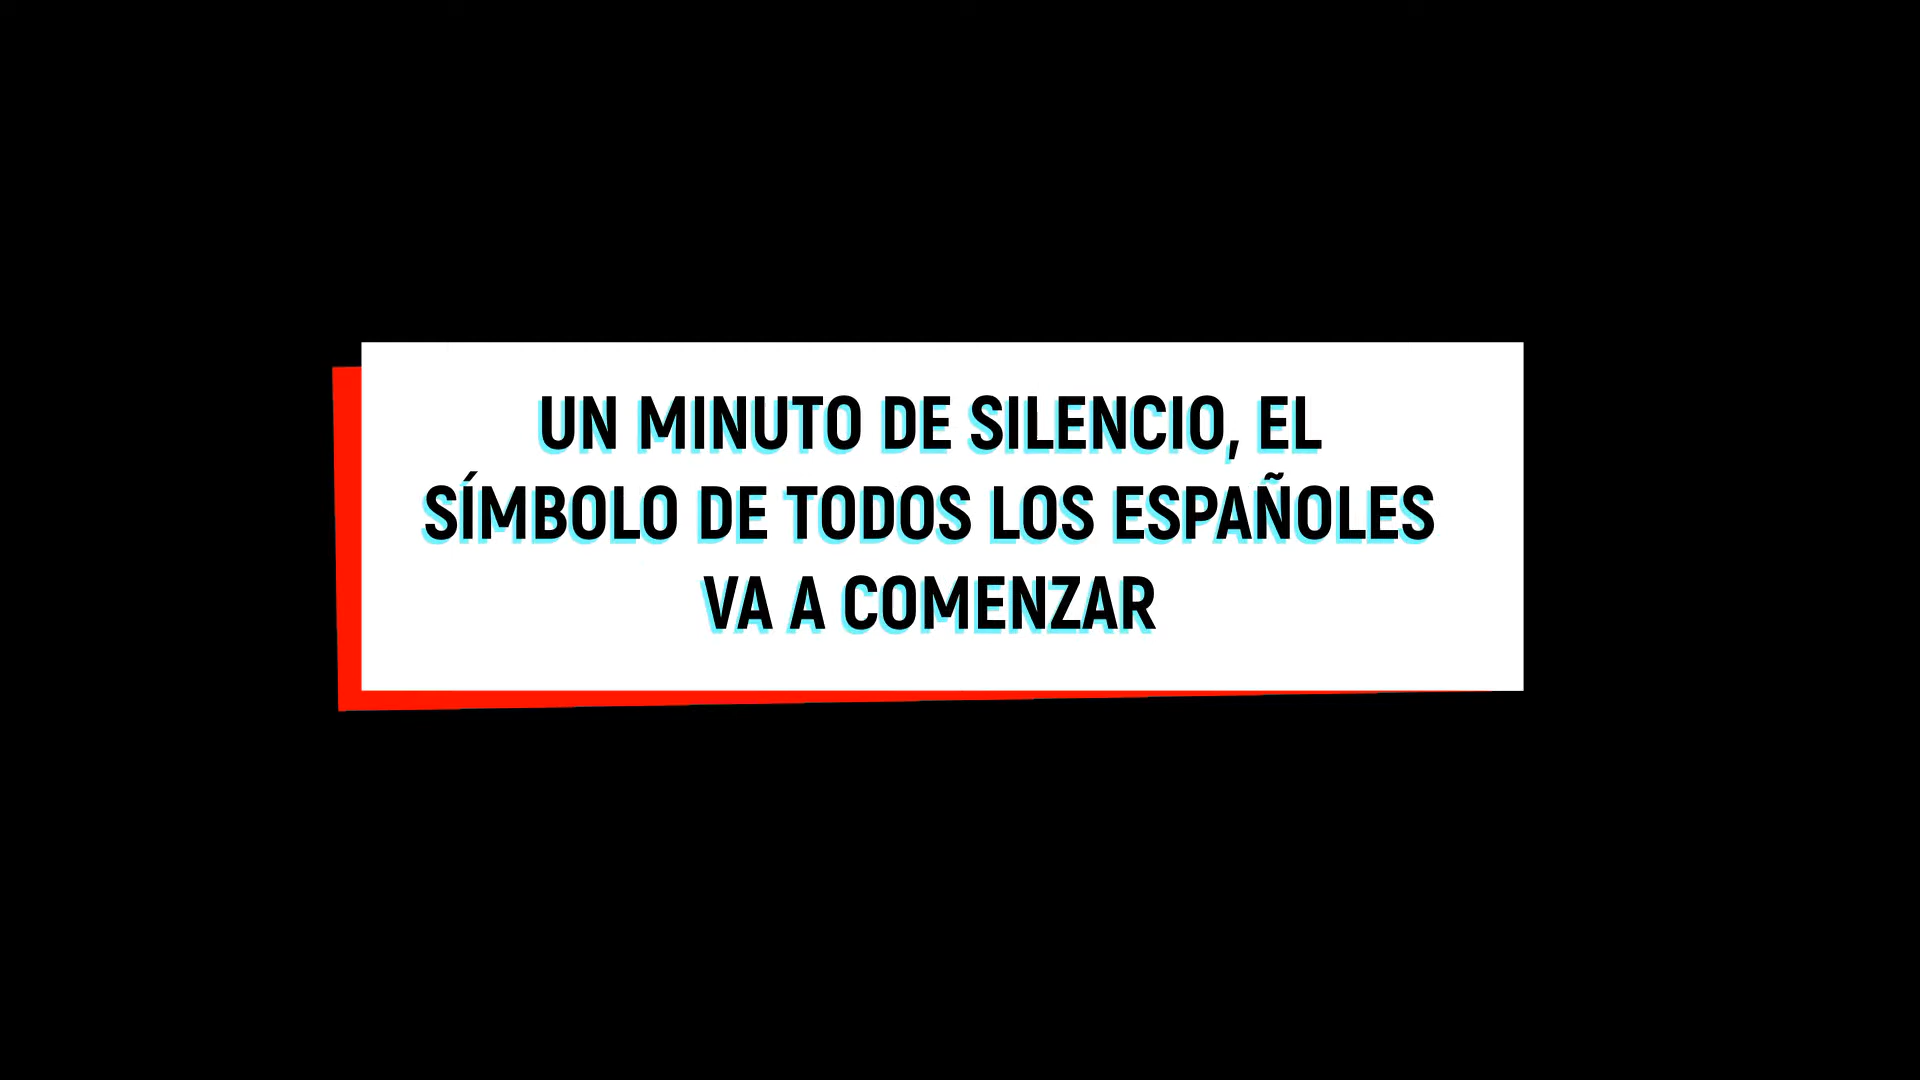 UN MINUTO DE SILENCIO, EL
SÍMBOLO DE TODOS LOS ESPAÑOLES
VA A COMENZAR